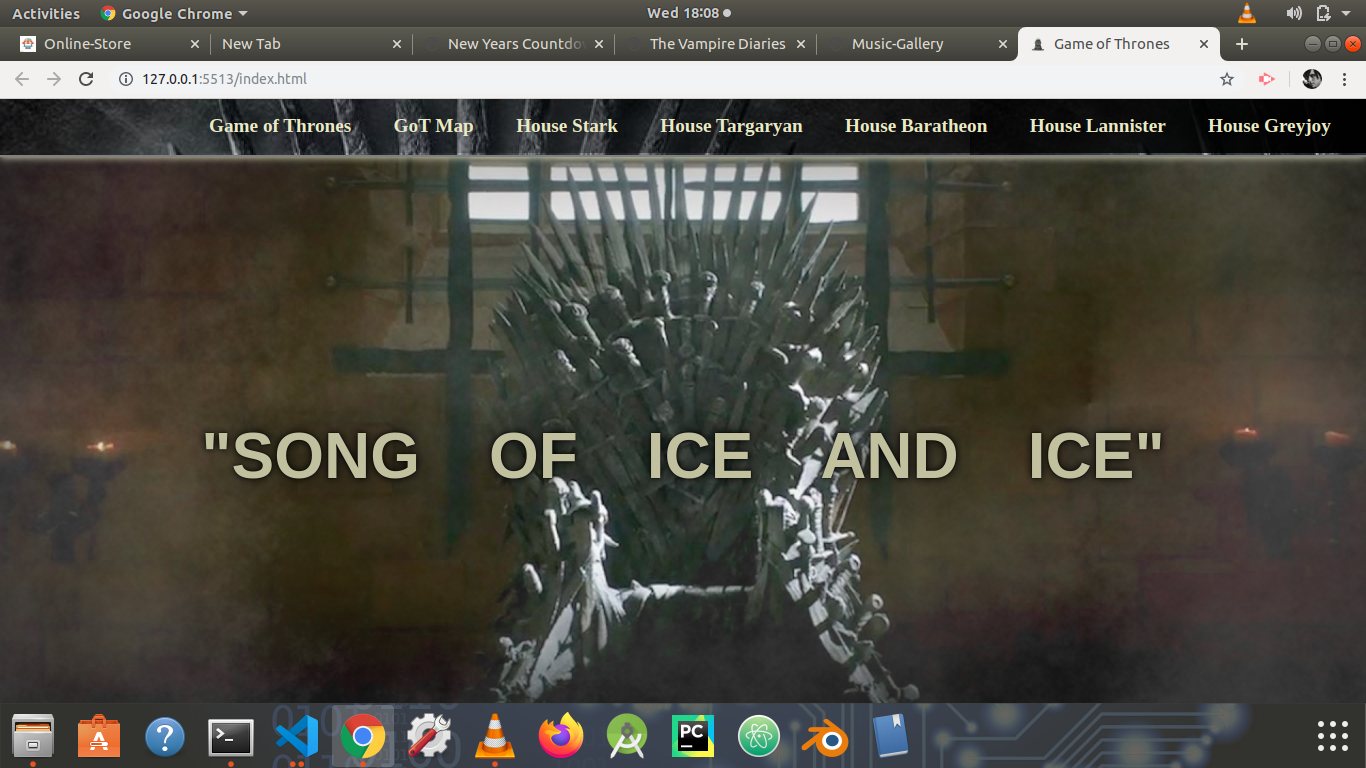 Activities Google Chrome Wed 18:08
Online-Store New Tab New Years Countdo The Vampire Diaries Music-Gallery Game of Thrones
127.0.0.1:5513/index.html
Game of Thrones GoT Map House Stark House Targaryan House Baratheon House Lannister House Greyjoy
"SONG OF ICE AND ICE"
PC